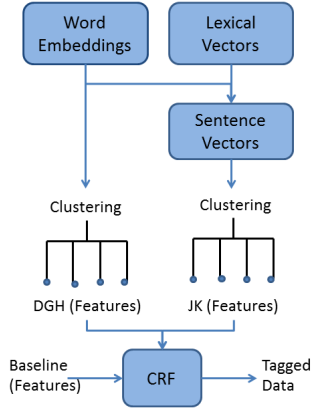 Word
Embeddings
Lexical
Vectors
Sentence
Vectors
Clustering
Clustering
DGH (Features)
JK (Features)
Baseline
(Features)
CRF
Tagged
Data